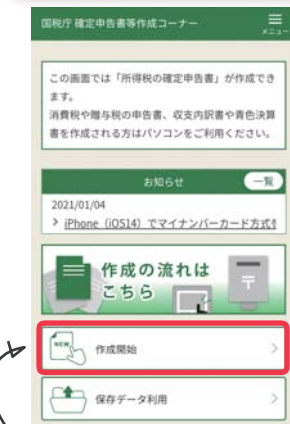 国税庁 確定申告書等作成コーナー
メニュー
この画面では「所得税の確定申告書」が作成でき
ます。
消費税や贈与税の申告書、収支内訳書や青色決算
書を作成される方はパソコンをご利用ください。
お知らせ
一覧
2021/01/04
> iPhone（iOS14）でマイナンバーカード方式を
作成の流れは
こちら
〒
NEW
作成開始
保存データ利用